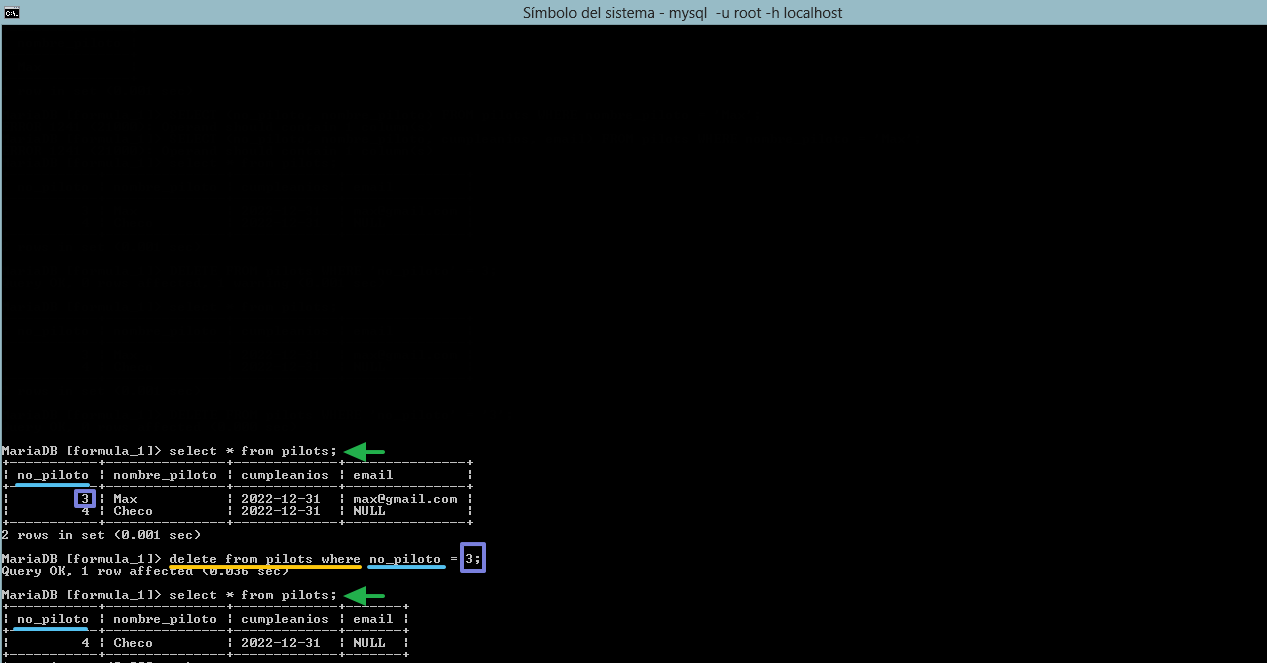 Símbolo del sistema - mysql -u root -h localhost
MariaDB [formula_1]> select * from pilots;
+-----------+---------------+------------+---------------+
| no_piloto | nombre_piloto | cumpleanios | email |
+-----------+---------------+------------+---------------+
| 3 | Max | 2022-12-31 | max@gmail.com |
| 4 | Checo | 2022-12-31 | NULL |
+-----------+---------------+------------+---------------+
2 rows in set (0.001 sec)
MariaDB [formula_1]> delete from pilots where no_piloto = 3;
Query OK, 1 row affected (0.036 sec)
MariaDB [formula_1]> select * from pilots;
+-----------+---------------+------------+-------+
| no_piloto | nombre_piloto | cumpleanios | email |
+-----------+---------------+------------+-------+
| 4 | Checo | 2022-12-31 | NULL |
+-----------+---------------+------------+-------+